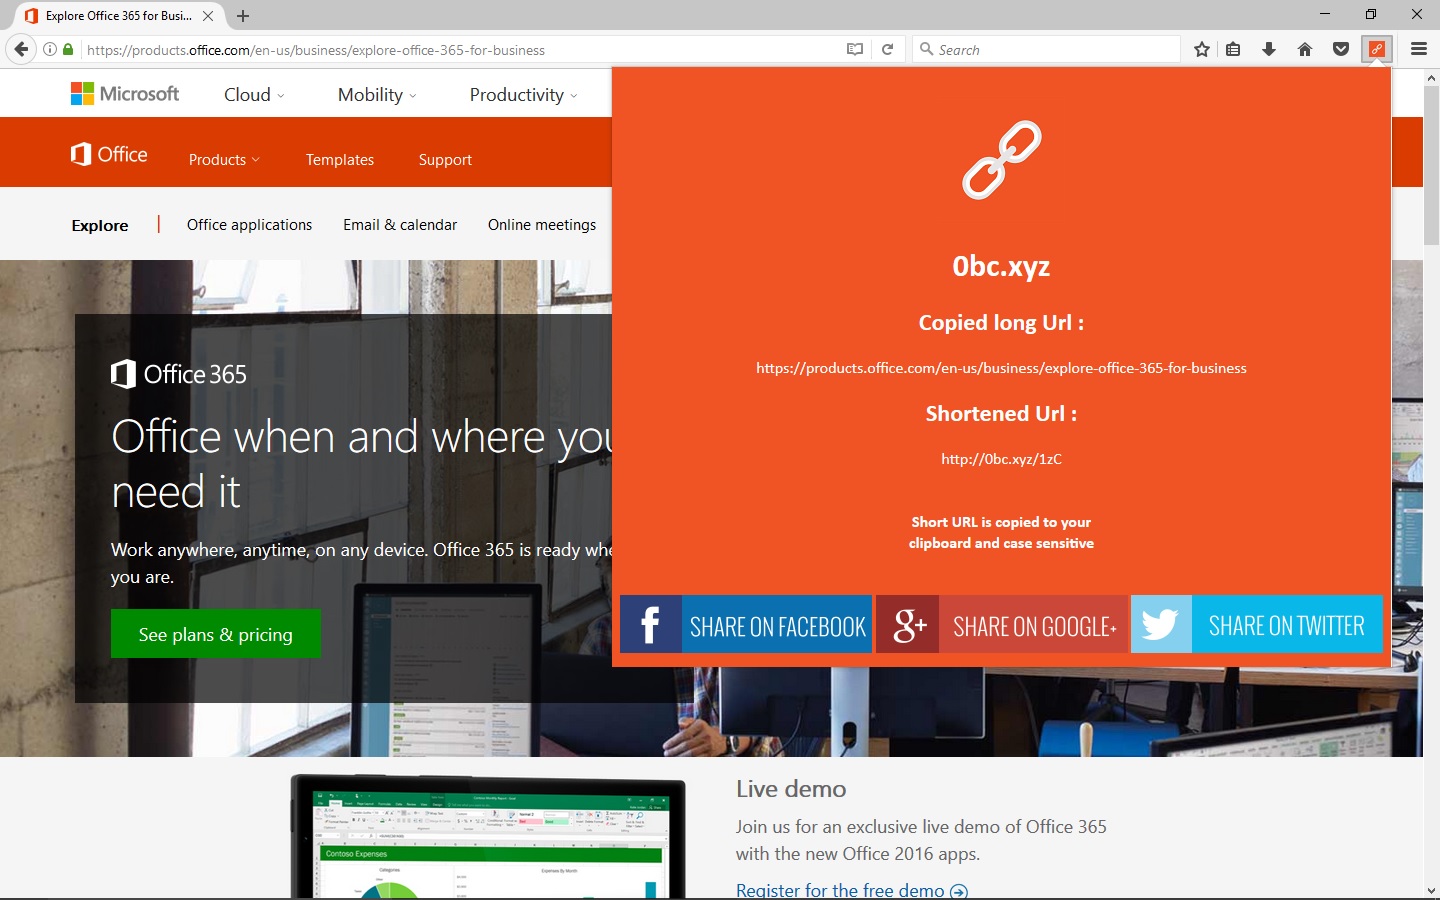 Explore Office 365 for Busi...
https://products.office.com/en-us/business/explore-office-365-for-business
Search
Microsoft
Cloud
Mobility
Productivity
Office
Products
Templates
Support
Explore
Office applications
Email & calendar
Online meetings
Office 365
Office when and where you
need it
Work anywhere, anytime, on any device. Office 365 is ready whe
you are.
See plans & pricing
0bc.xyz
Copied long Url :
https://products.office.com/en-us/business/explore-office-365-for-business
Shortened Url :
http://0bc.xyz/1zC
Short URL is copied to your
clipboard and case sensitive
SHARE ON FACEBOOK
SHARE ON GOOGLE+
SHARE ON TWITTER
Contoso Expenses
Categories
Expenses By Month
Live demo
Join us for an exclusive live demo of Office 365
with the new Office 2016 apps.
Register for the free demo